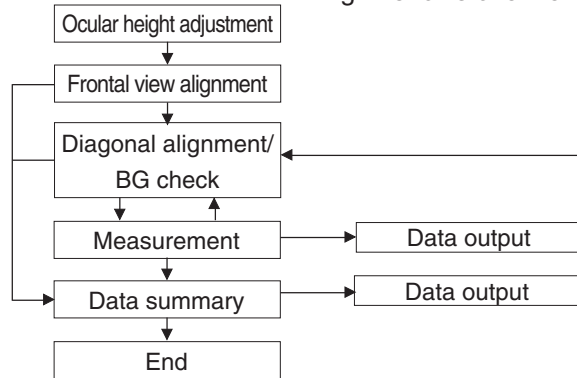 Ocular height adjustment
Frontal view alignment
Diagonal alignment/
BG check
Measurement
Data output
Data summary
Data output
End